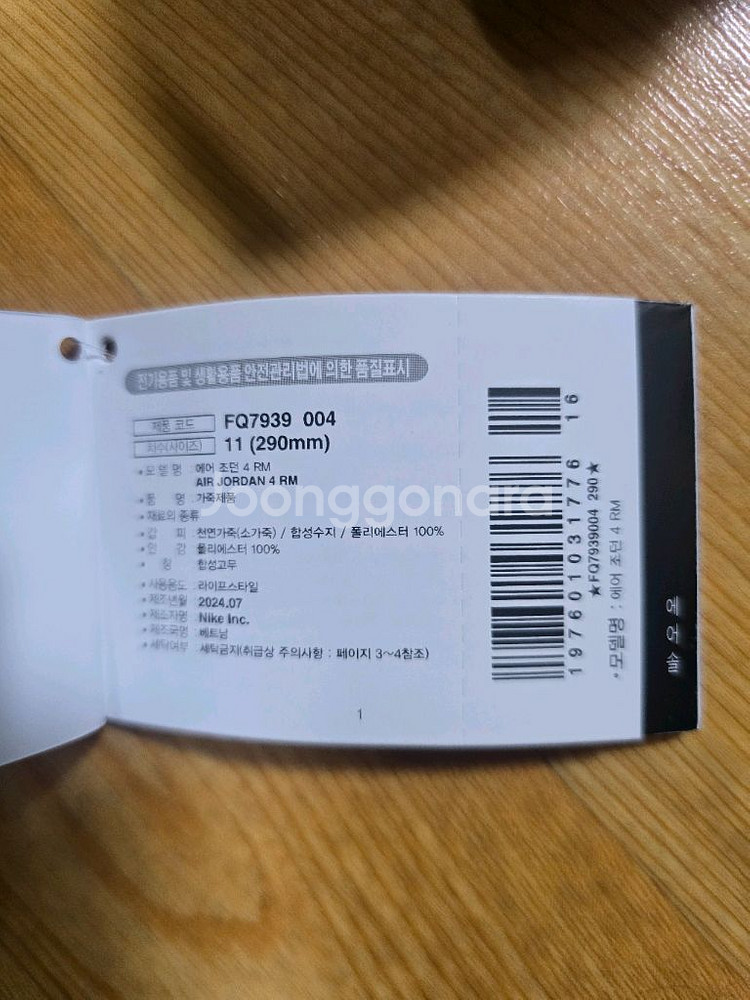 전기용품 및 생활용품 안전관리법에 의한 품질표시
제품 코드 FQ7939 004
치수(사이즈) 11 (290mm)
• 모 델 명 : 에어 조던 4 RM
AIR JORDAN 4 RM
• 품 명 : 가죽제품
• 재료의 종류
• 겉 피 : 천연가죽(소가죽) / 합성수지 / 폴리에스터 100%
• 안 감 : 폴리에스터 100%
• 창 : 합성고무
• 사용용도 : 라이프스타일
• 제조년월 : 2024.07
• 제조자명 : Nike Inc.
• 제조국명 : 베트남
• 세탁여부 : 세탁금지(취급상 주의사항 : 페이지 3~4참조)
1
197601031776 16
★FQ7939004 290★
• 모델명 : 에어 조던 4 RM
에어솔
Joonggonara